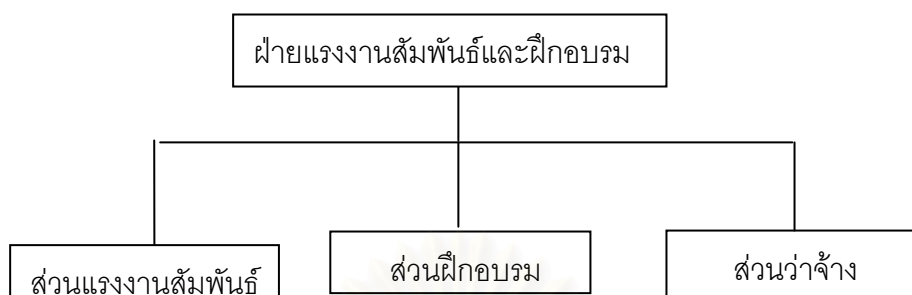 ฝ่ายแรงงานสัมพันธ์และฝึกอบรม
ส่วนแรงงานสัมพันธ์
ส่วนฝึกอบรม
ส่วนว่าจ้าง